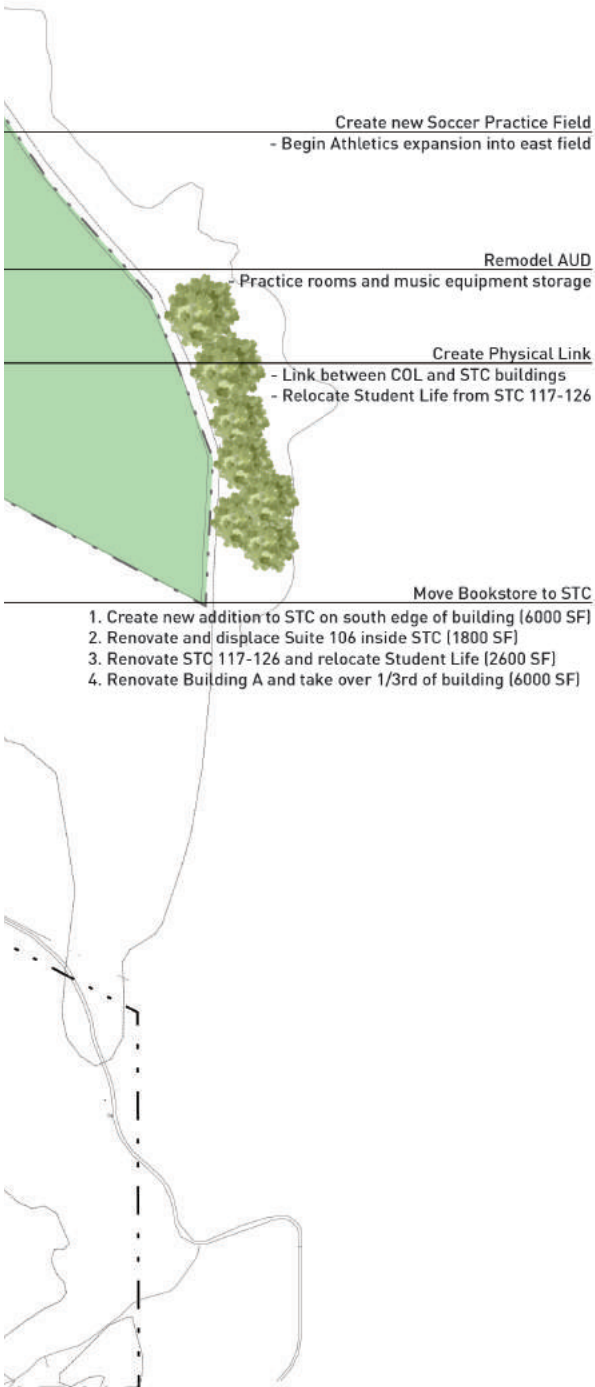 Create new Soccer Practice Field
- Begin Athletics expansion into east field
Remodel AUD
- Practice rooms and music equipment storage
Create Physical Link
- Link between COL and STC buildings
- Relocate Student Life from STC 117-126
Move Bookstore to STC
1. Create new addition to STC on south edge of building (6000 SF)
2. Renovate and displace Suite 106 inside STC (1800 SF)
3. Renovate STC 117-126 and relocate Student Life (2600 SF)
4. Renovate Building A and take over 1/3rd of building (6000 SF)